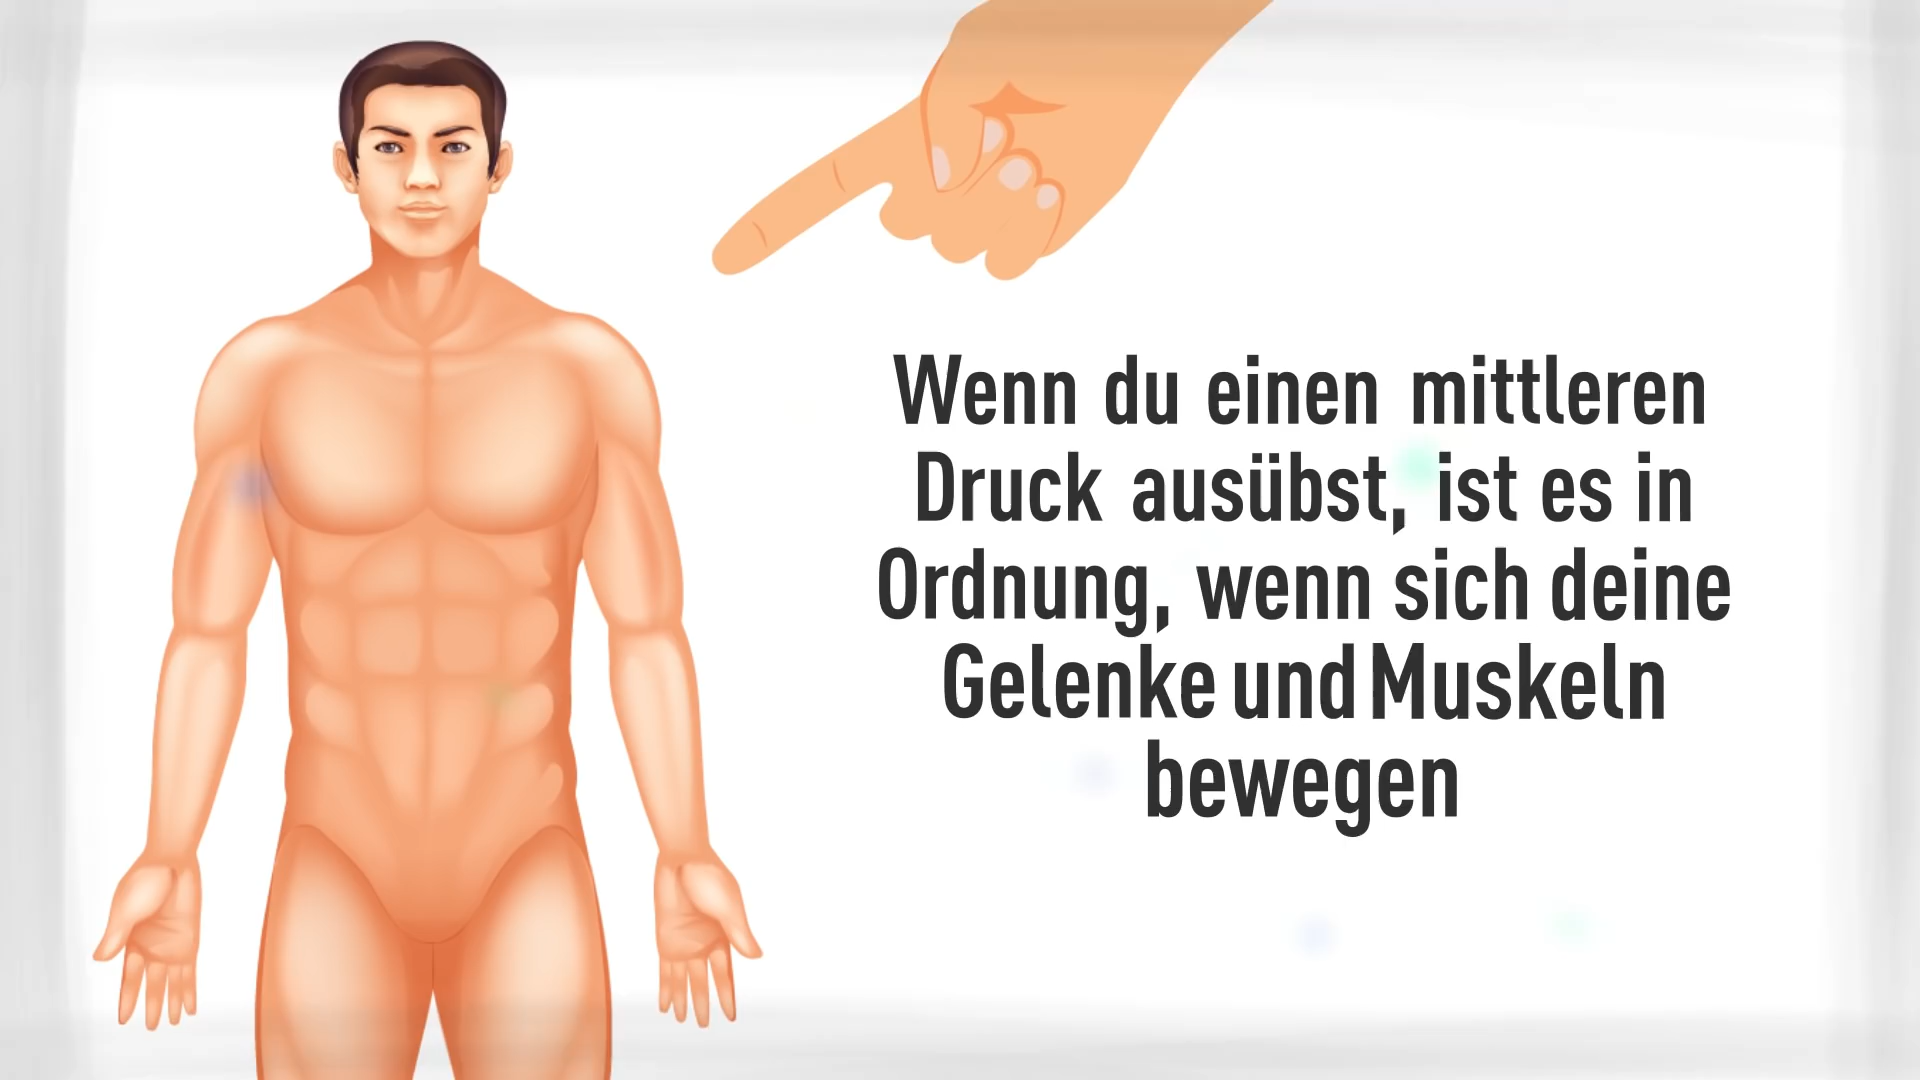 Wenn du einen mittleren
Druck ausübst, ist es in
Ordnung, wenn sich deine
Gelenke und Muskeln
bewegen